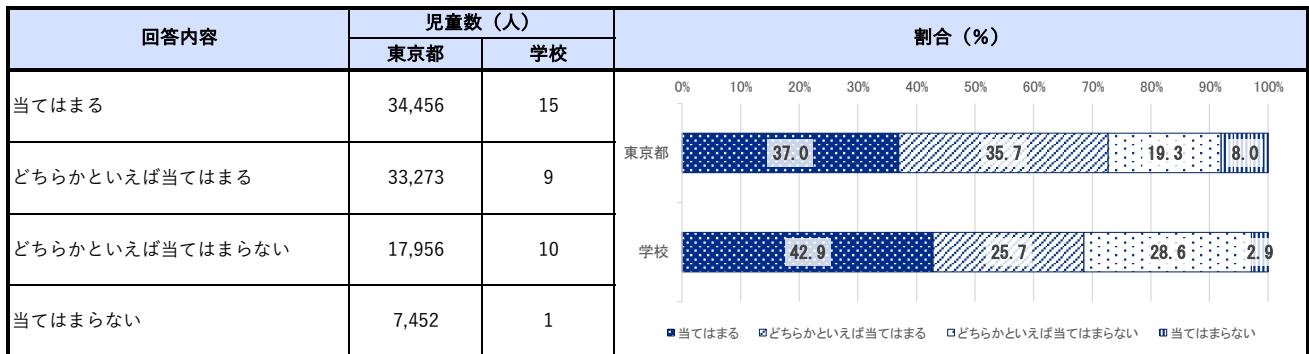 回答内容
児童数（人）
東京都
学校
割合（%）
当てはまる
34,456
15
どちらかといえば当てはまる
33,273
9
どちらかといえば当てはまらない
17,956
10
当てはまらない
7,452
1
0% 10% 20% 30% 40% 50% 60% 70% 80% 90% 100%
東京都 37.0 35.7 19.3 8.0
学校 42.9 25.7 28.6 2.9
当てはまる どちらかといえば当てはまる どちらかといえば当てはまらない 当てはまらない